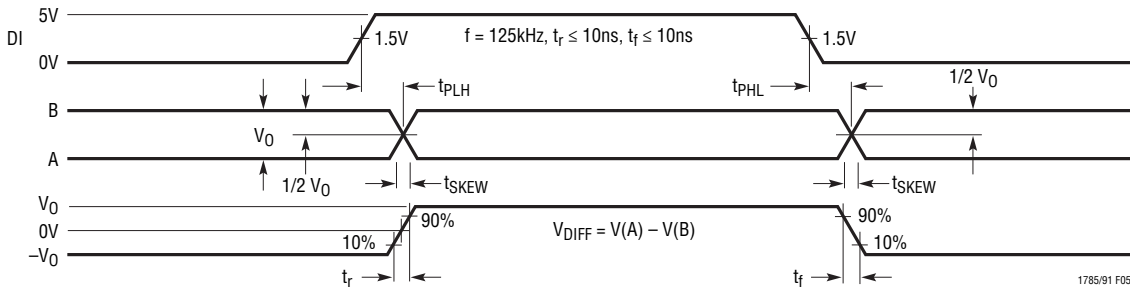 5V
DI
0V
1.5V
f = 125kHz, tr ≤ 10ns, tf ≤ 10ns
1.5V
tPLH
tPHL
1/2 VO
B
VO
A
1/2 VO
tSKEW
tSKEW
VO
0V
–VO
90%
10%
VDIFF = V(A) – V(B)
90%
10%
tr
tf
1785/91 F05